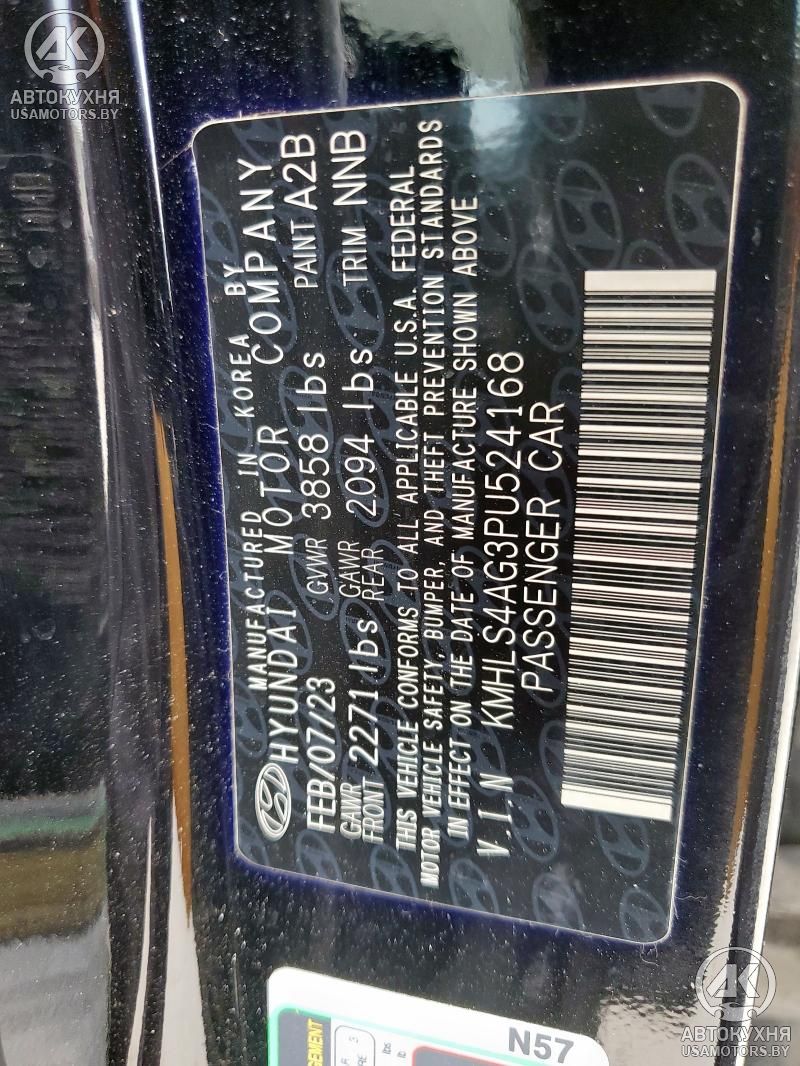 АВТОКУХНЯ
USAMOTORS.BY
MANUFACTURED IN KOREA BY
HYUNDAI MOTOR COMPANY
FEB/07/23 GVWR 3858 lbs PAINT A2B
GAWR FRONT 2271 lbs GAWR REAR 2094 lbs TRIM NNB
THIS VEHICLE CONFORMS TO ALL APPLICABLE U.S.A. FEDERAL
MOTOR VEHICLE SAFETY, BUMPER, AND THEFT PREVENTION STANDARDS
IN EFFECT ON THE DATE OF MANUFACTURE SHOWN ABOVE
V.I.N KMHLS4AG3PU524168
PASSENGER CAR
N57
АВТОКУХНЯ
USAMOTORS.BY